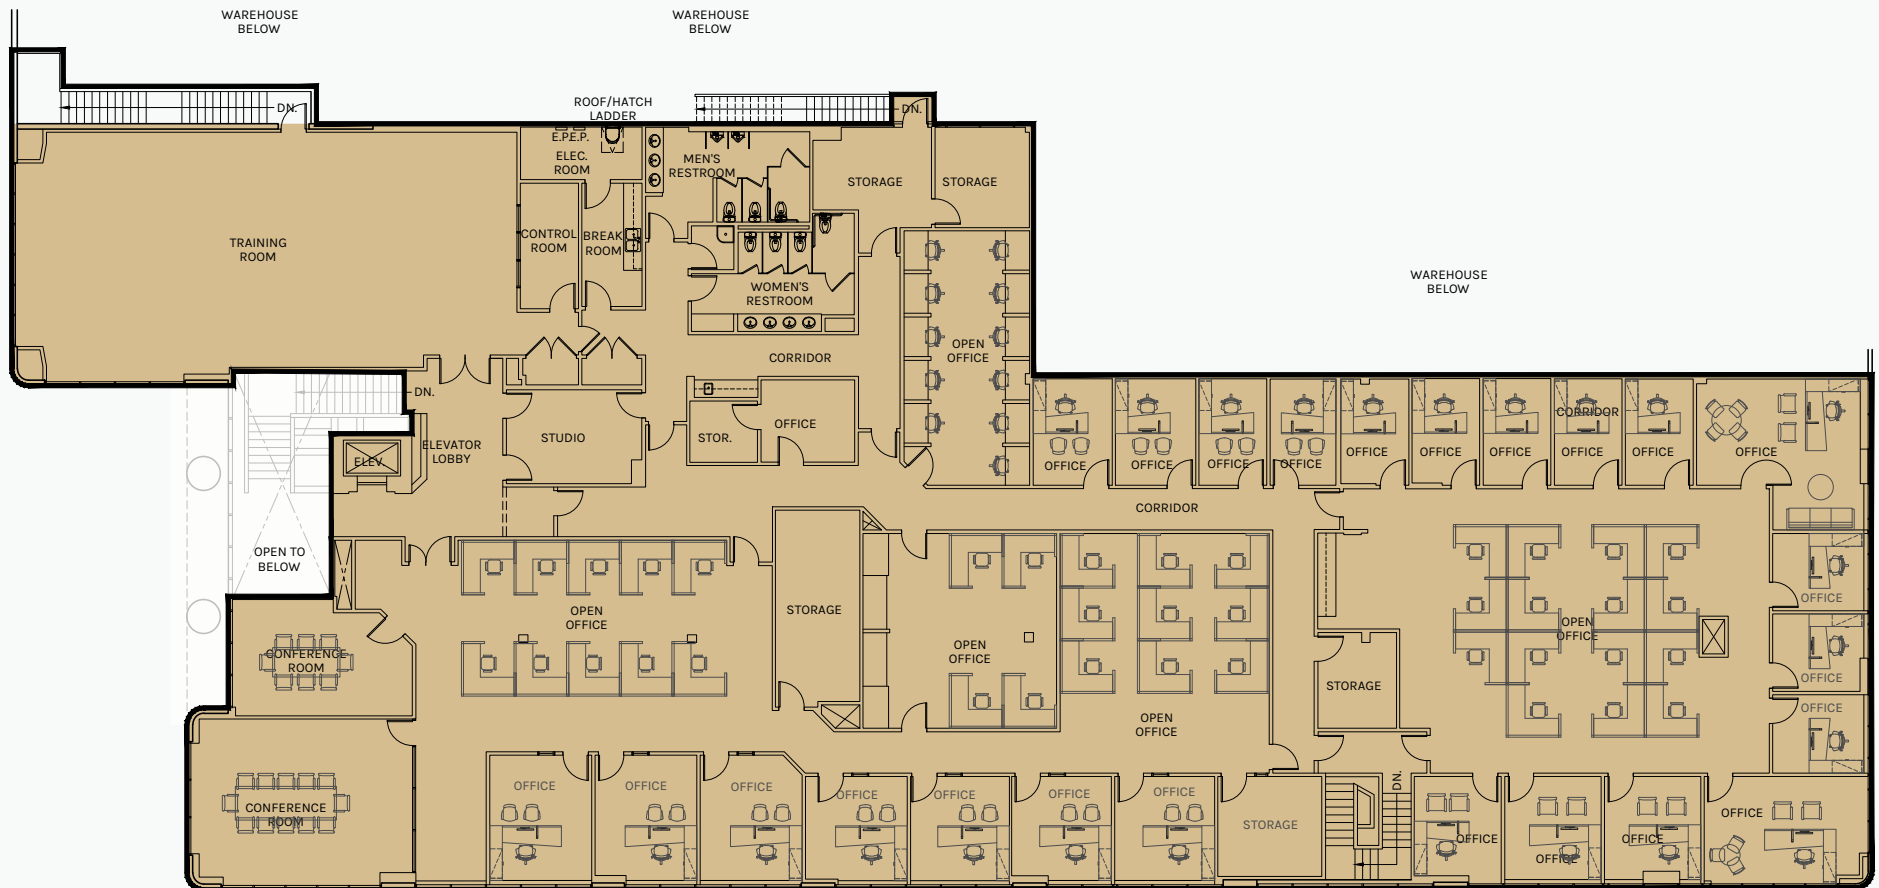 WAREHOUSE
BELOW
WAREHOUSE
BELOW
DN.
ROOF/HATCH
LADDER
DN.
E.P.E.P.
ELEC.
ROOM
MEN'S
RESTROOM
STORAGE
STORAGE
TRAINING
ROOM
CONTROL
ROOM
BREAK
ROOM
WOMEN'S
RESTROOM
WAREHOUSE
BELOW
CORRIDOR
OPEN
OFFICE
DN.
ELEVATOR
LOBBY
ELEV.
STUDIO
STOR.
OFFICE
CORRIDOR
OFFICE
OFFICE
OFFICE
OFFICE
OFFICE
OFFICE
OFFICE
OFFICE
OFFICE
OFFICE
CORRIDOR
OPEN TO
BELOW
OPEN
OFFICE
STORAGE
OPEN
OFFICE
OPEN
OFFICE
OFFICE
OFFICE
OFFICE
CONFERENCE
ROOM
STORAGE
OPEN
OFFICE
CONFERENCE
ROOM
OFFICE
OFFICE
OFFICE
OFFICE
OFFICE
OFFICE
OFFICE
STORAGE
DN.
OFFICE
OFFICE
OFFICE
OFFICE